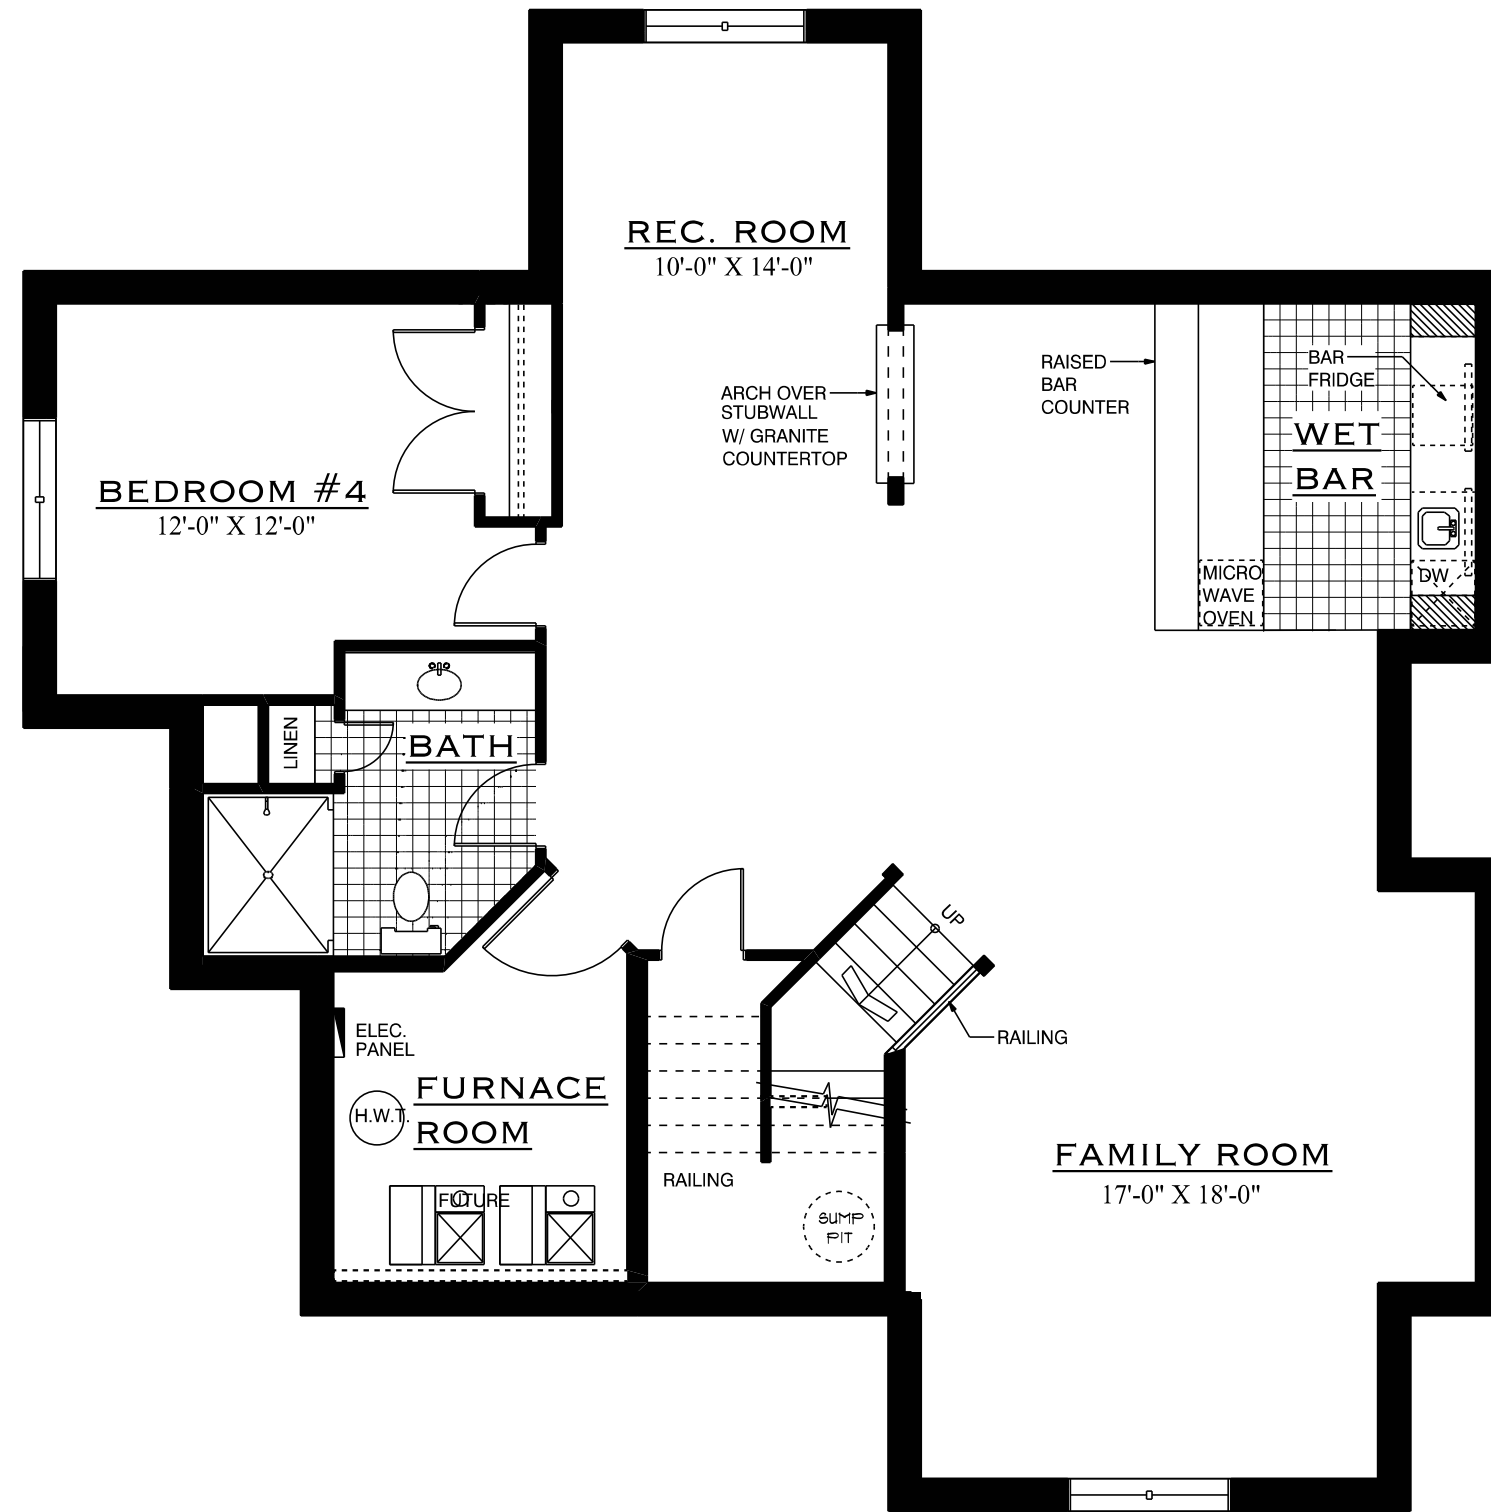 REC. ROOM
10'-0" X 14'-0"
ARCH OVER
STUBWALL
W/ GRANITE
COUNTERTOP
RAISED
BAR
COUNTER
BAR
FRIDGE
WET
BAR
MICRO
WAVE
OVEN
DW
BEDROOM #4
12'-0" X 12'-0"
LINEN
BATH
UP
RAILING
ELEC.
PANEL
H.W.T.
FURNACE
ROOM
FUTURE
RAILING
SUMP
PIT
FAMILY ROOM
17'-0" X 18'-0"